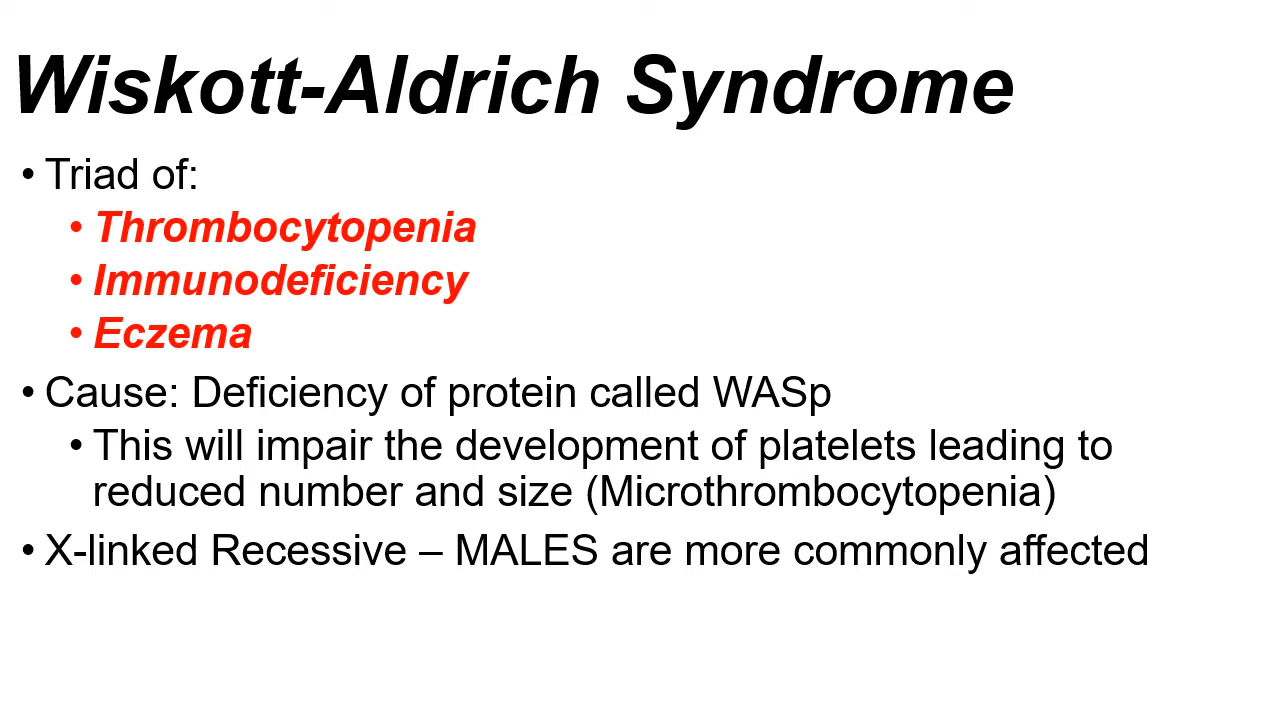 Wiskott-Aldrich Syndrome
• Triad of:
• Thrombocytopenia
• Immunodeficiency
• Eczema
• Cause: Deficiency of protein called WASp
• This will impair the development of platelets leading to
reduced number and size (Microthrombocytopenia)
• X-linked Recessive – MALES are more commonly affected